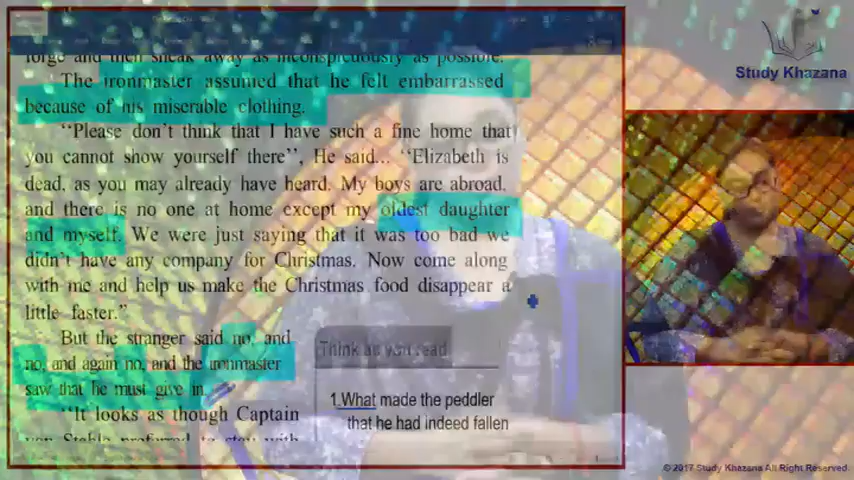 forge and then sneak away as inconspicuously as possible.
The ironmaster assumed that he felt embarrassed
because of his miserable clothing.
"Please don't think that I have such a fine home that
you cannot show yourself there", He said... "Elizabeth is
dead, as you may already have heard. My boys are abroad,
and there is no one at home except my oldest daughter
and myself. We were just saying that it was too bad we
didn't have any company for Christmas. Now come along
with me and help us make the Christmas food disappear a
little faster."
But the stranger said no, and
no, and again no, and the ironmaster
saw that he must give in.
"It looks as though Captain
von Stahle preferred to stay with
Think as you read
1.What made the peddler
that he had indeed fallen
Study Khazana
© 2017 Study Khazana All Right Reserved.